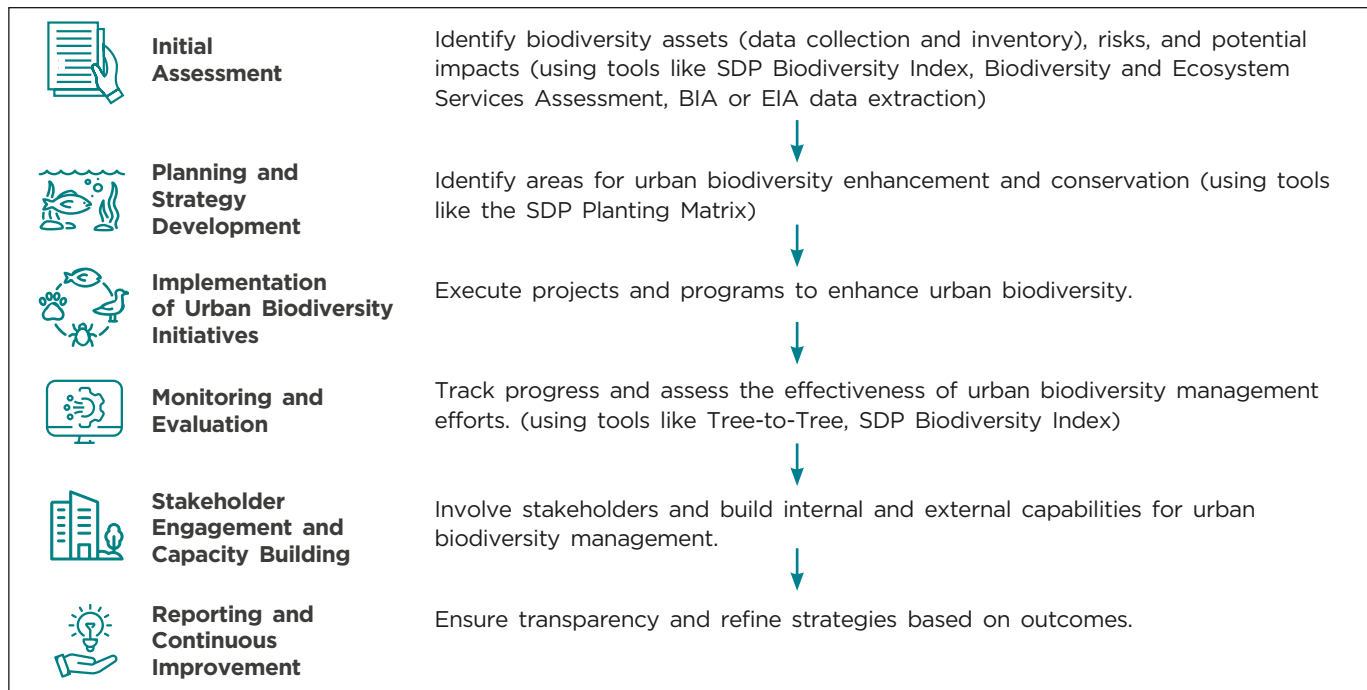 Initial
Assessment
Identify biodiversity assets (data collection and inventory), risks, and potential
impacts (using tools like SDP Biodiversity Index, Biodiversity and Ecosystem
Services Assessment, BIA or EIA data extraction)
Planning and
Strategy
Development
Identify areas for urban biodiversity enhancement and conservation (using tools
like the SDP Planting Matrix)
Implementation
of Urban Biodiversity
Initiatives
Execute projects and programs to enhance urban biodiversity.
Monitoring and
Evaluation
Track progress and assess the effectiveness of urban biodiversity management
efforts. (using tools like Tree-to-Tree, SDP Biodiversity Index)
Stakeholder
Engagement and
Capacity Building
Involve stakeholders and build internal and external capabilities for urban
biodiversity management.
Reporting and
Continuous
Improvement
Ensure transparency and refine strategies based on outcomes.